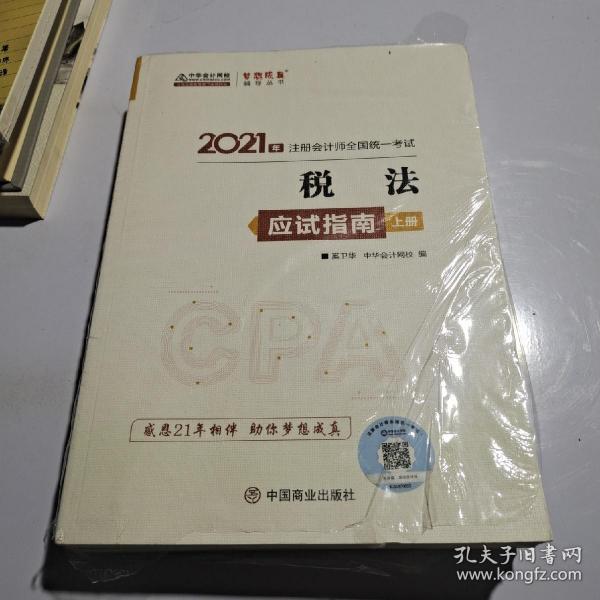 中华会计网校 梦想成真
www.chinaacc.com 辅导丛书
2021年 注册会计师全国统一考试
税 法
应试指南 上册
■ 奚卫华 中华会计网校 编
CPA
感恩21年相伴 助你梦想成真
中国商业出版社
孔夫子旧书网
www.kongfz.com